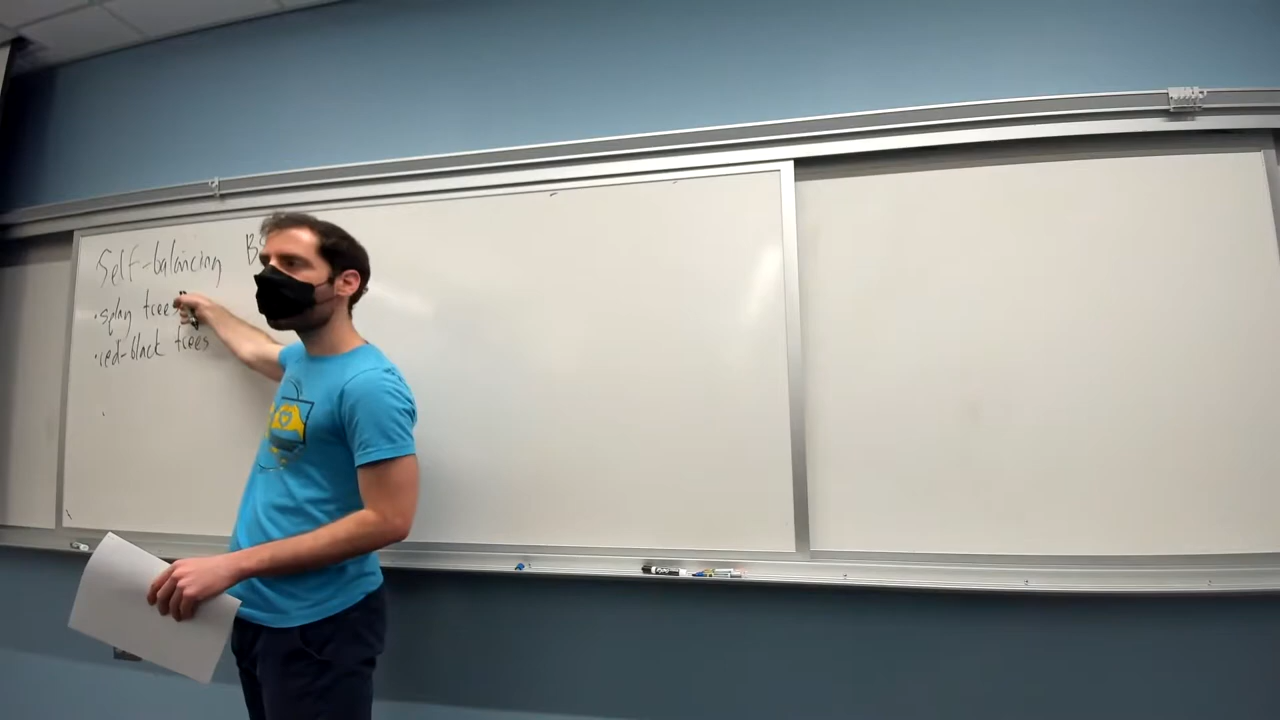 Self-balancing
• splay trees
• red-black trees